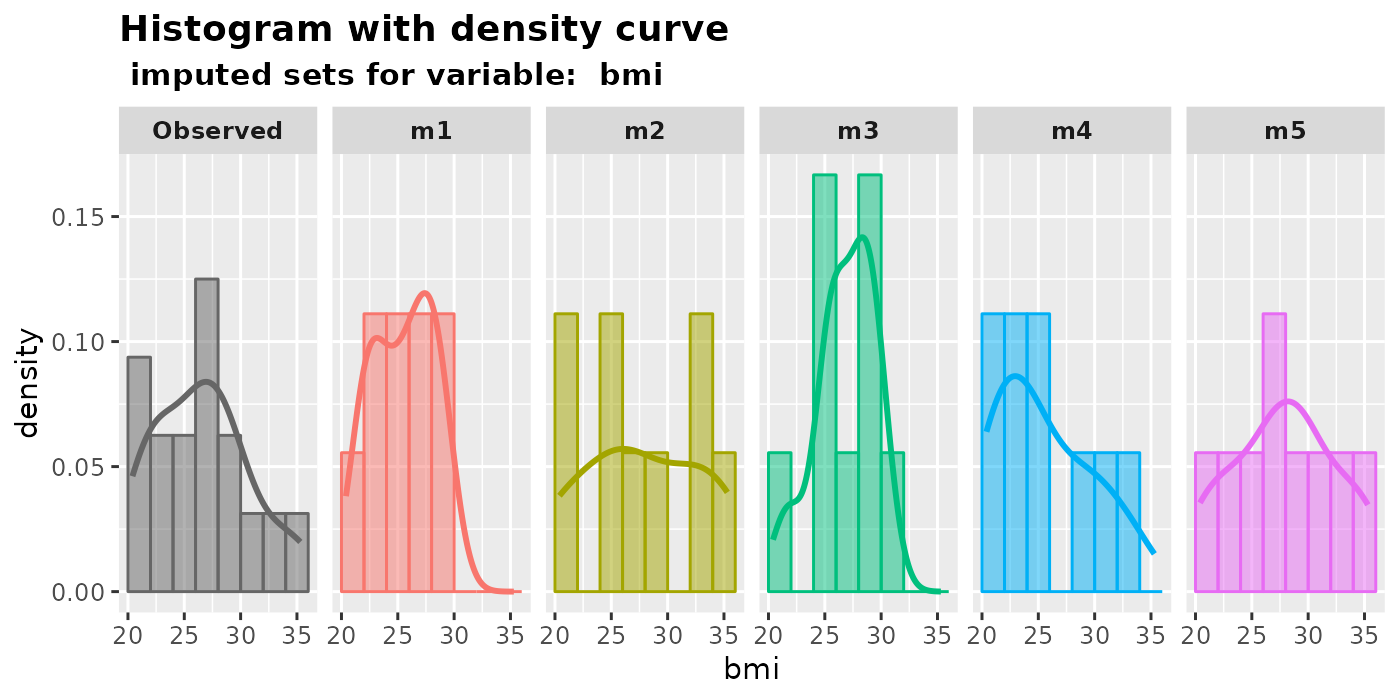 Histogram with density curve
imputed sets for variable:  bmi
Observed m1 m2 m3 m4 m5
0.15
0.10
0.05
0.00
density
20 25 30 35 20 25 30 35 20 25 30 35 20 25 30 35 20 25 30 35 20 25 30 35
bmi